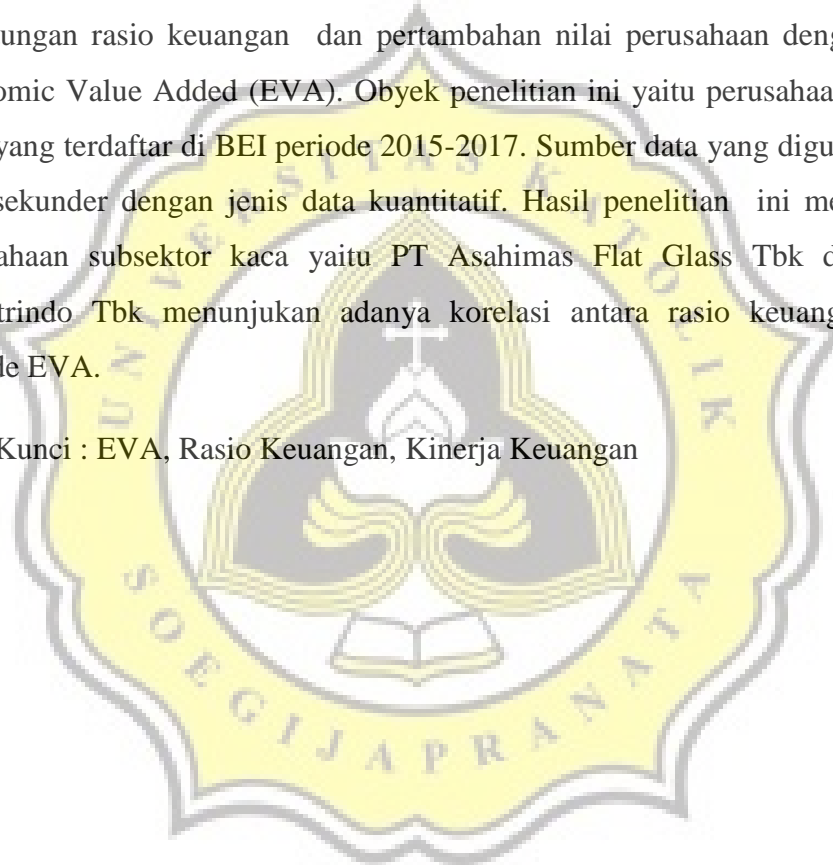 ungan rasio keuangan dan pertambahan nilai perusahaan deng
omic Value Added (EVA). Obyek penelitian ini yaitu perusahaa
yang terdaftar di BEI periode 2015-2017. Sumber data yang digu
sekunder dengan jenis data kuantitatif. Hasil penelitian ini me
ahaan subsektor kaca yaitu PT Asahimas Flat Glass Tbk d
trindo Tbk menunjukan adanya korelasi antara rasio keuang
de EVA.
Kunci : EVA, Rasio Keuangan, Kinerja Keuangan
UNIVERSITAS KATOLIK
SOEGIJAPRANATA